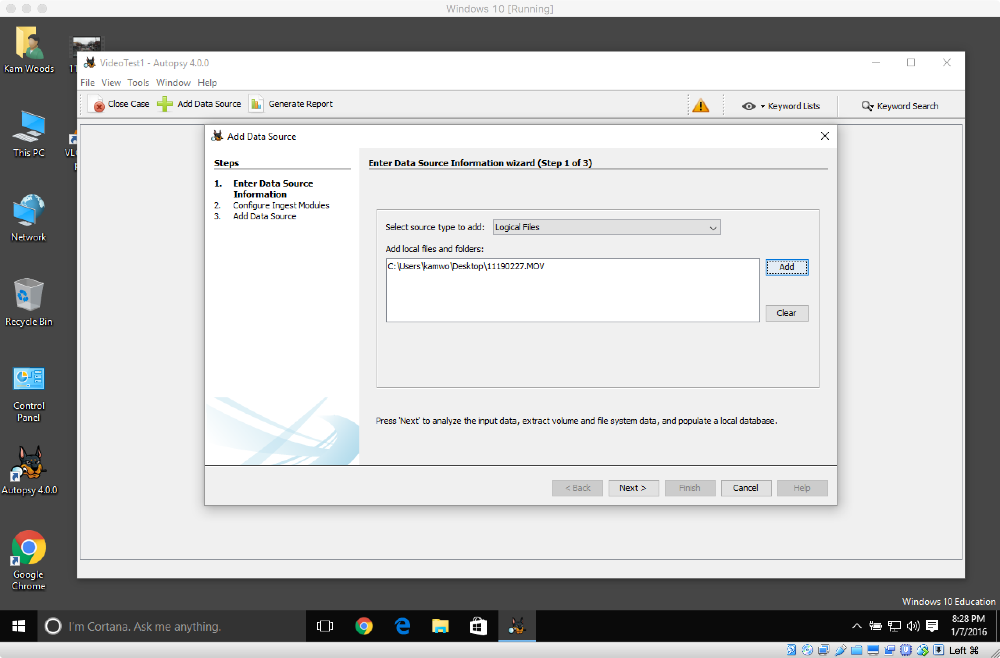 Windows 10 [Running]
Kam Woods
11
VideoTest1 - Autopsy 4.0.0
File View Tools Window Help
Close Case
Add Data Source
Generate Report
Keyword Lists
Keyword Search
Add Data Source
Steps
1. Enter Data Source
Information
2. Configure Ingest Modules
3. Add Data Source
Enter Data Source Information wizard (Step 1 of 3)
Select source type to add: Logical Files
Add local files and folders:
C:\Users\kamwo\Desktop\11190227.MOV
Add
Clear
Press 'Next' to analyze the input data, extract volume and file system data, and populate a local database.
< Back
Next >
Finish
Cancel
Help
This PC
Network
Recycle Bin
Control
Panel
Autopsy 4.0.0
Google
Chrome
Windows 10 Education
I'm Cortana. Ask me anything.
8:28 PM
1/7/2016
Left ⌘